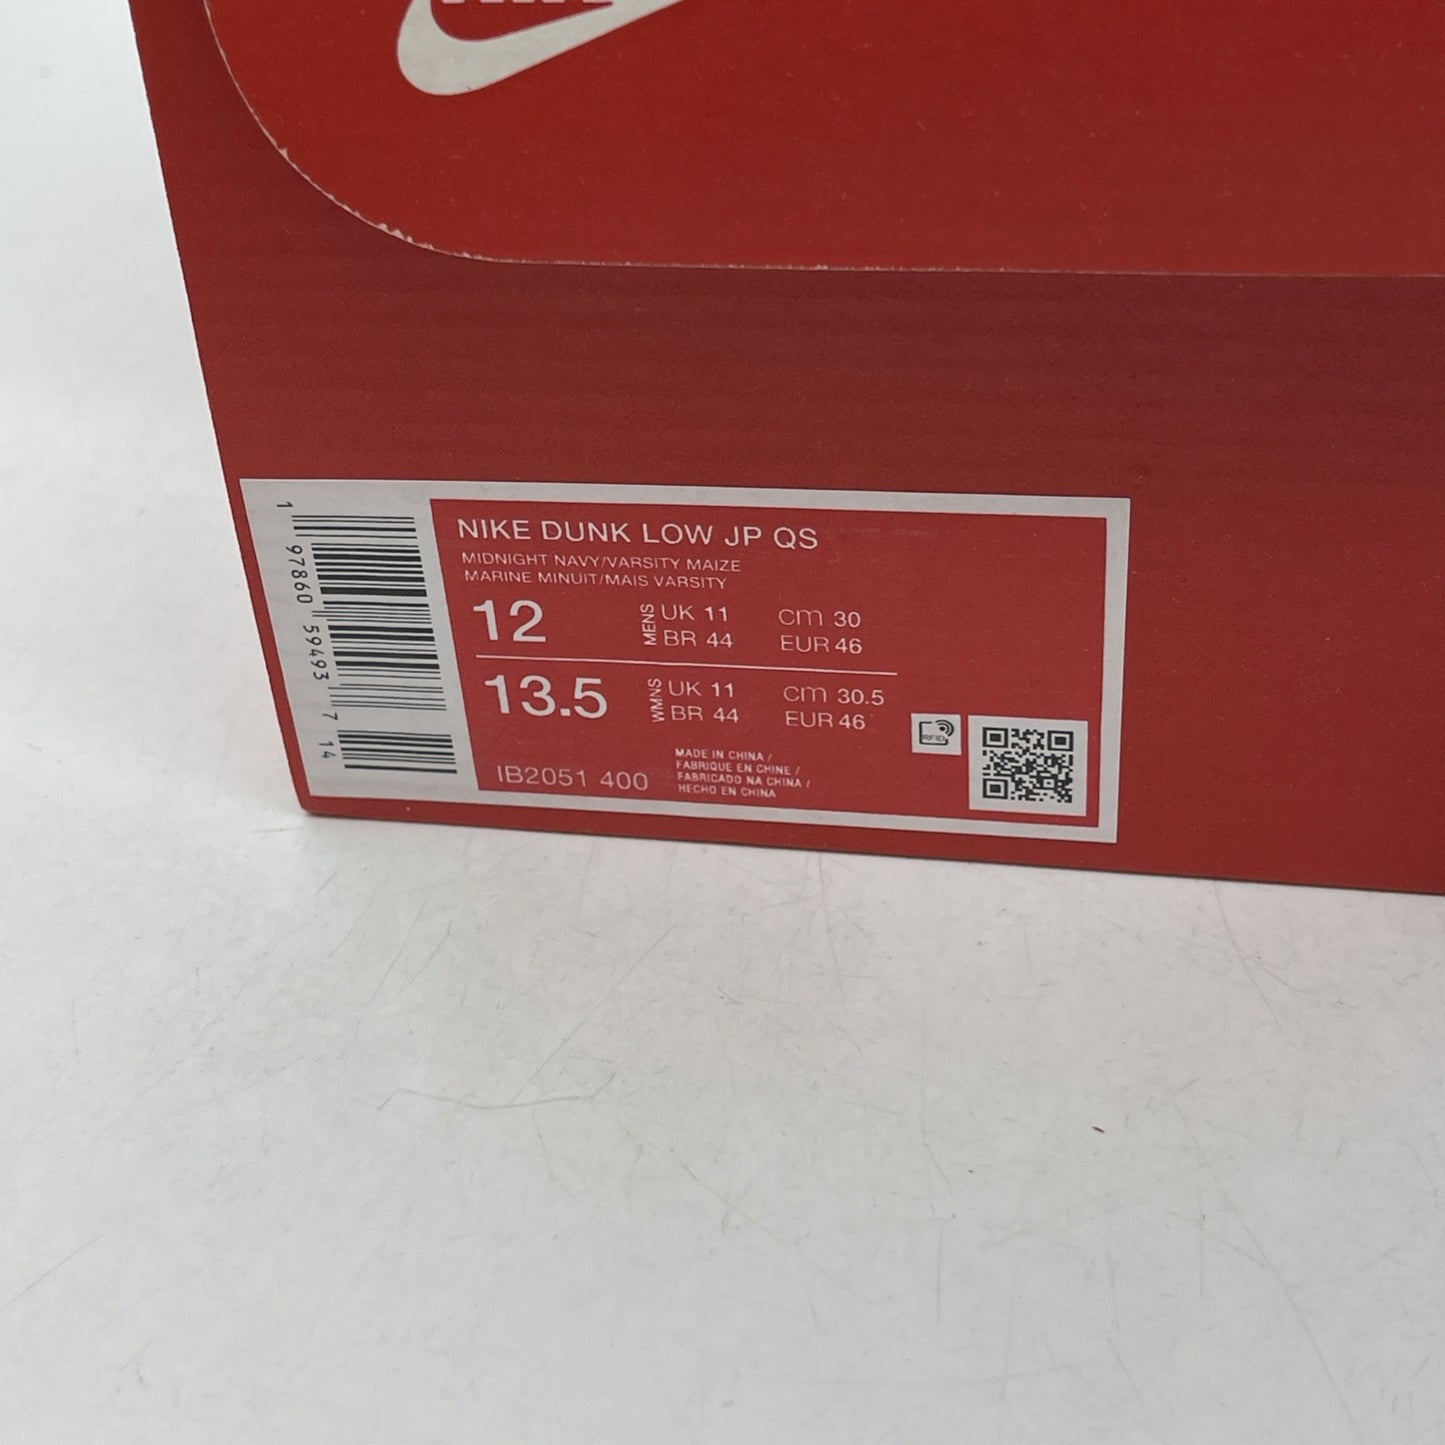 NIKE DUNK LOW JP QS
MIDNIGHT NAVY/VARSITY MAIZE
MARINE MINUIT/MAIS VARSITY
12 MENS UK 11 cm 30
BR 44 EUR 46
13.5 WMNS UK 11 cm 30.5
BR 44 EUR 46
IB2051 400
MADE IN CHINA /
FABRIQUE EN CHINE /
FABRICADO NA CHINA /
HECHO EN CHINA
RFID
1 97860 59493 7 14